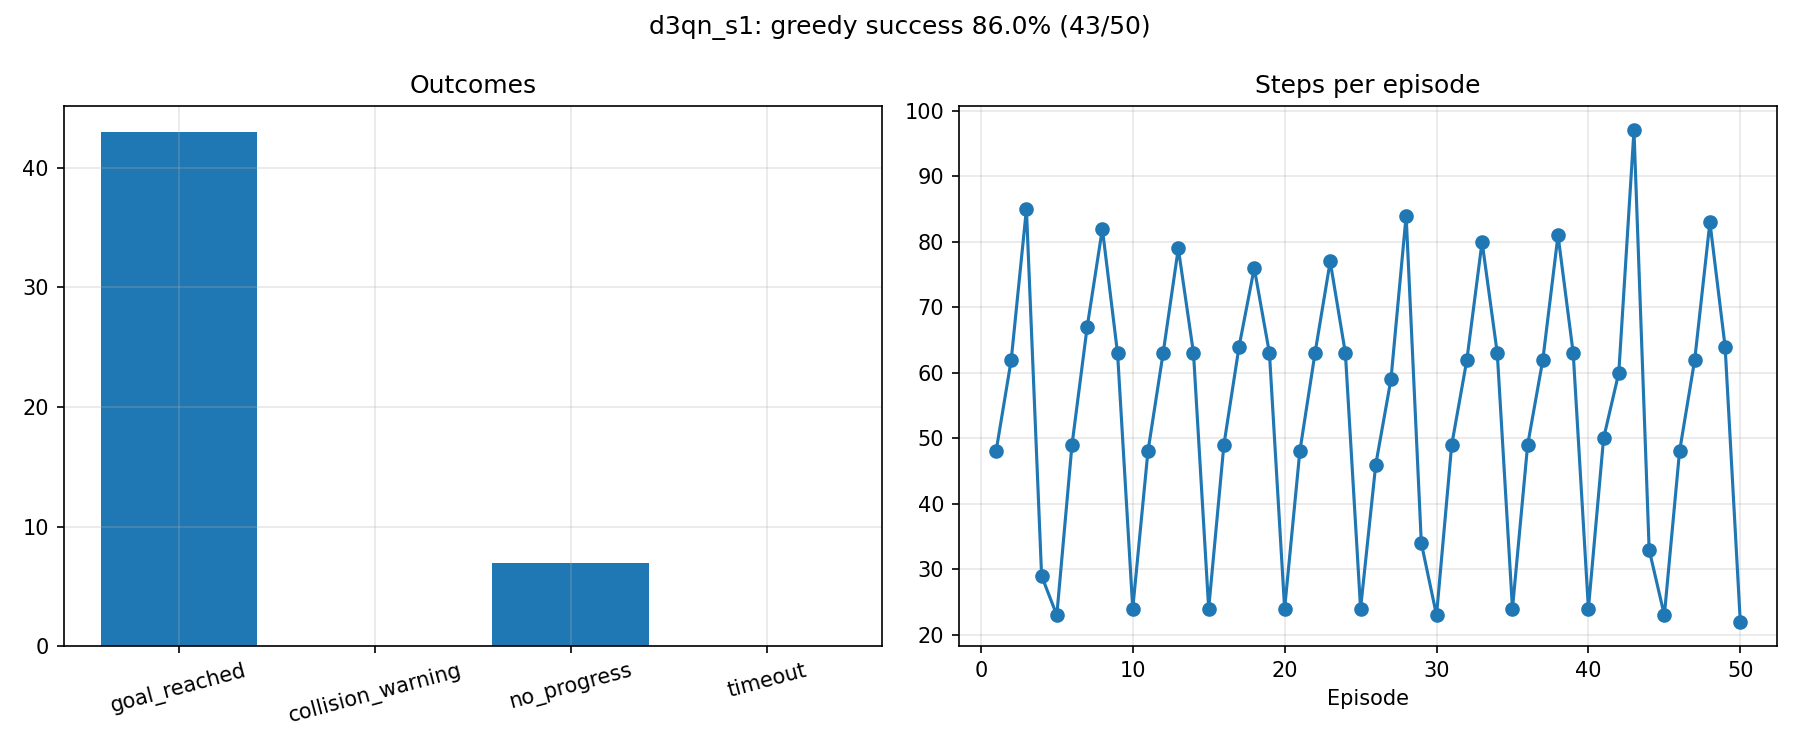 d3qn_s1: greedy success 86.0% (43/50)
Outcomes
40
30
20
10
0
goal_reached
collision_warning
no_progress
timeout
Steps per episode
100
90
80
70
60
50
40
30
20
0
10
20
30
40
50
Episode